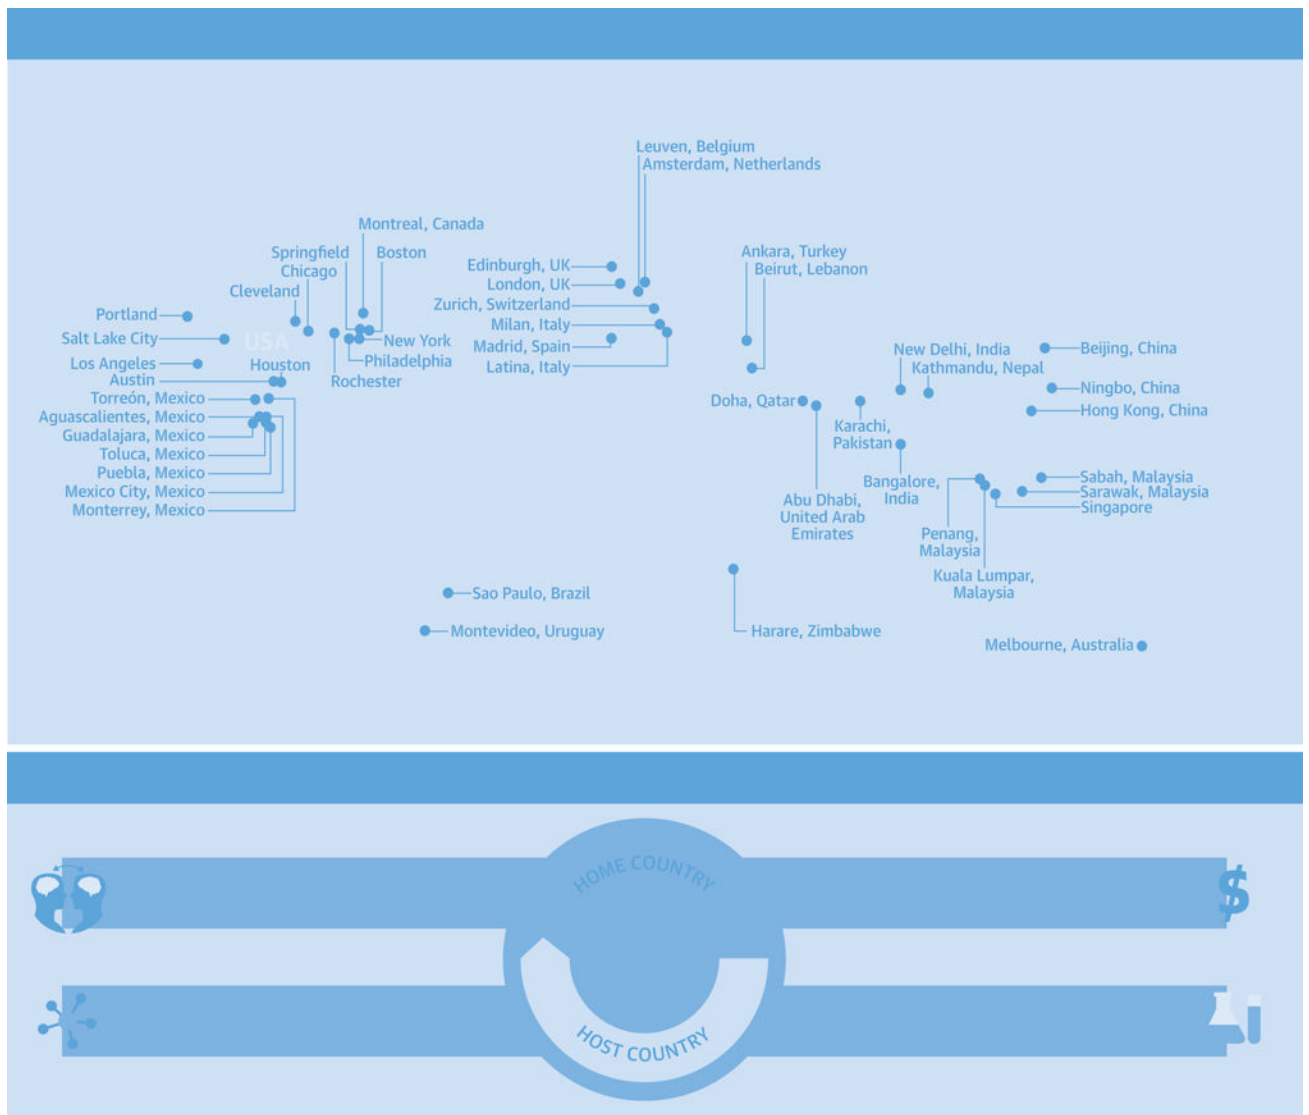 Leuven, Belgium
Amsterdam, Netherlands
Montreal, Canada
Springfield
Boston
Chicago
Cleveland
Edinburgh, UK
London, UK
Zurich, Switzerland
Milan, Italy
Madrid, Spain
Latina, Italy
Ankara, Turkey
Beirut, Lebanon
Portland
Salt Lake City
USA
New York
Philadelphia
Rochester
Los Angeles
Houston
Austin
Torreón, Mexico
Aguascalientes, Mexico
Guadalajara, Mexico
Toluca, Mexico
Puebla, Mexico
Mexico City, Mexico
Monterrey, Mexico
New Delhi, India
Kathmandu, Nepal
Beijing, China
Ningbo, China
Hong Kong, China
Doha, Qatar
Karachi,
Pakistan
Bangalore,
India
Abu Dhabi,
United Arab
Emirates
Sabah, Malaysia
Sarawak, Malaysia
Singapore
Penang,
Malaysia
Kuala Lumpar,
Malaysia
Sao Paulo, Brazil
Montevideo, Uruguay
Harare, Zimbabwe
Melbourne, Australia
HOME COUNTRY
$
HOST COUNTRY